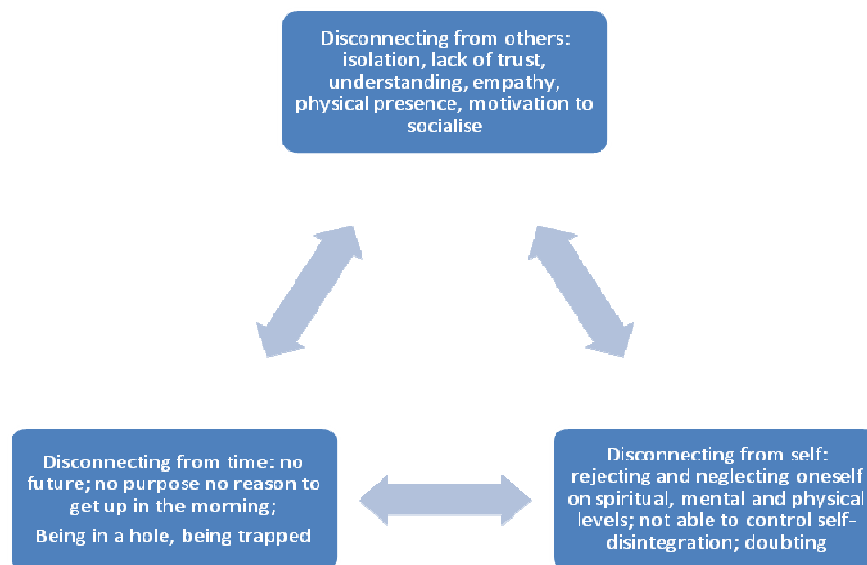 Disconnecting from others:
isolation, lack of trust,
understanding, empathy,
physical presence, motivation to
socialise
Disconnecting from time: no
future; no purpose no reason to
get up in the morning;
Being in a hole, being trapped
Disconnecting from self:
rejecting and neglecting oneself
on spiritual, mental and physical
levels; not able to control self-
disintegration; doubting